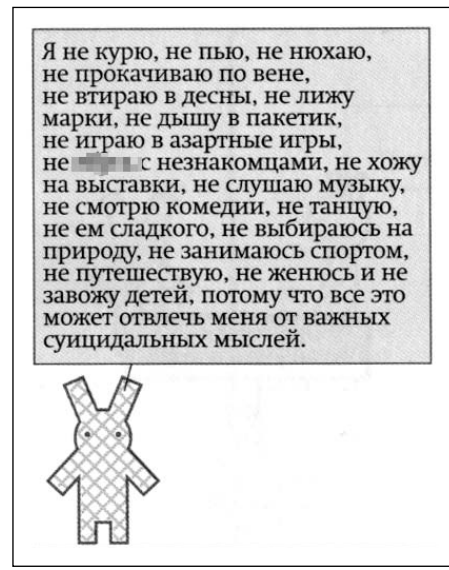 Я не курю, не пью, не нюхаю,
не прокачиваю по вене,
не втираю в десны, не лижу
марки, не дышу в пакетик,
не играю в азартные игры,
не с незнакомцами, не хожу
на выставки, не слушаю музыку,
не смотрю комедии, не танцую,
не ем сладкого, не выбираюсь на
природу, не занимаюсь спортом,
не путешествую, не женюсь и не
завожу детей, потому что все это
может отвлечь меня от важных
суицидальных мыслей.